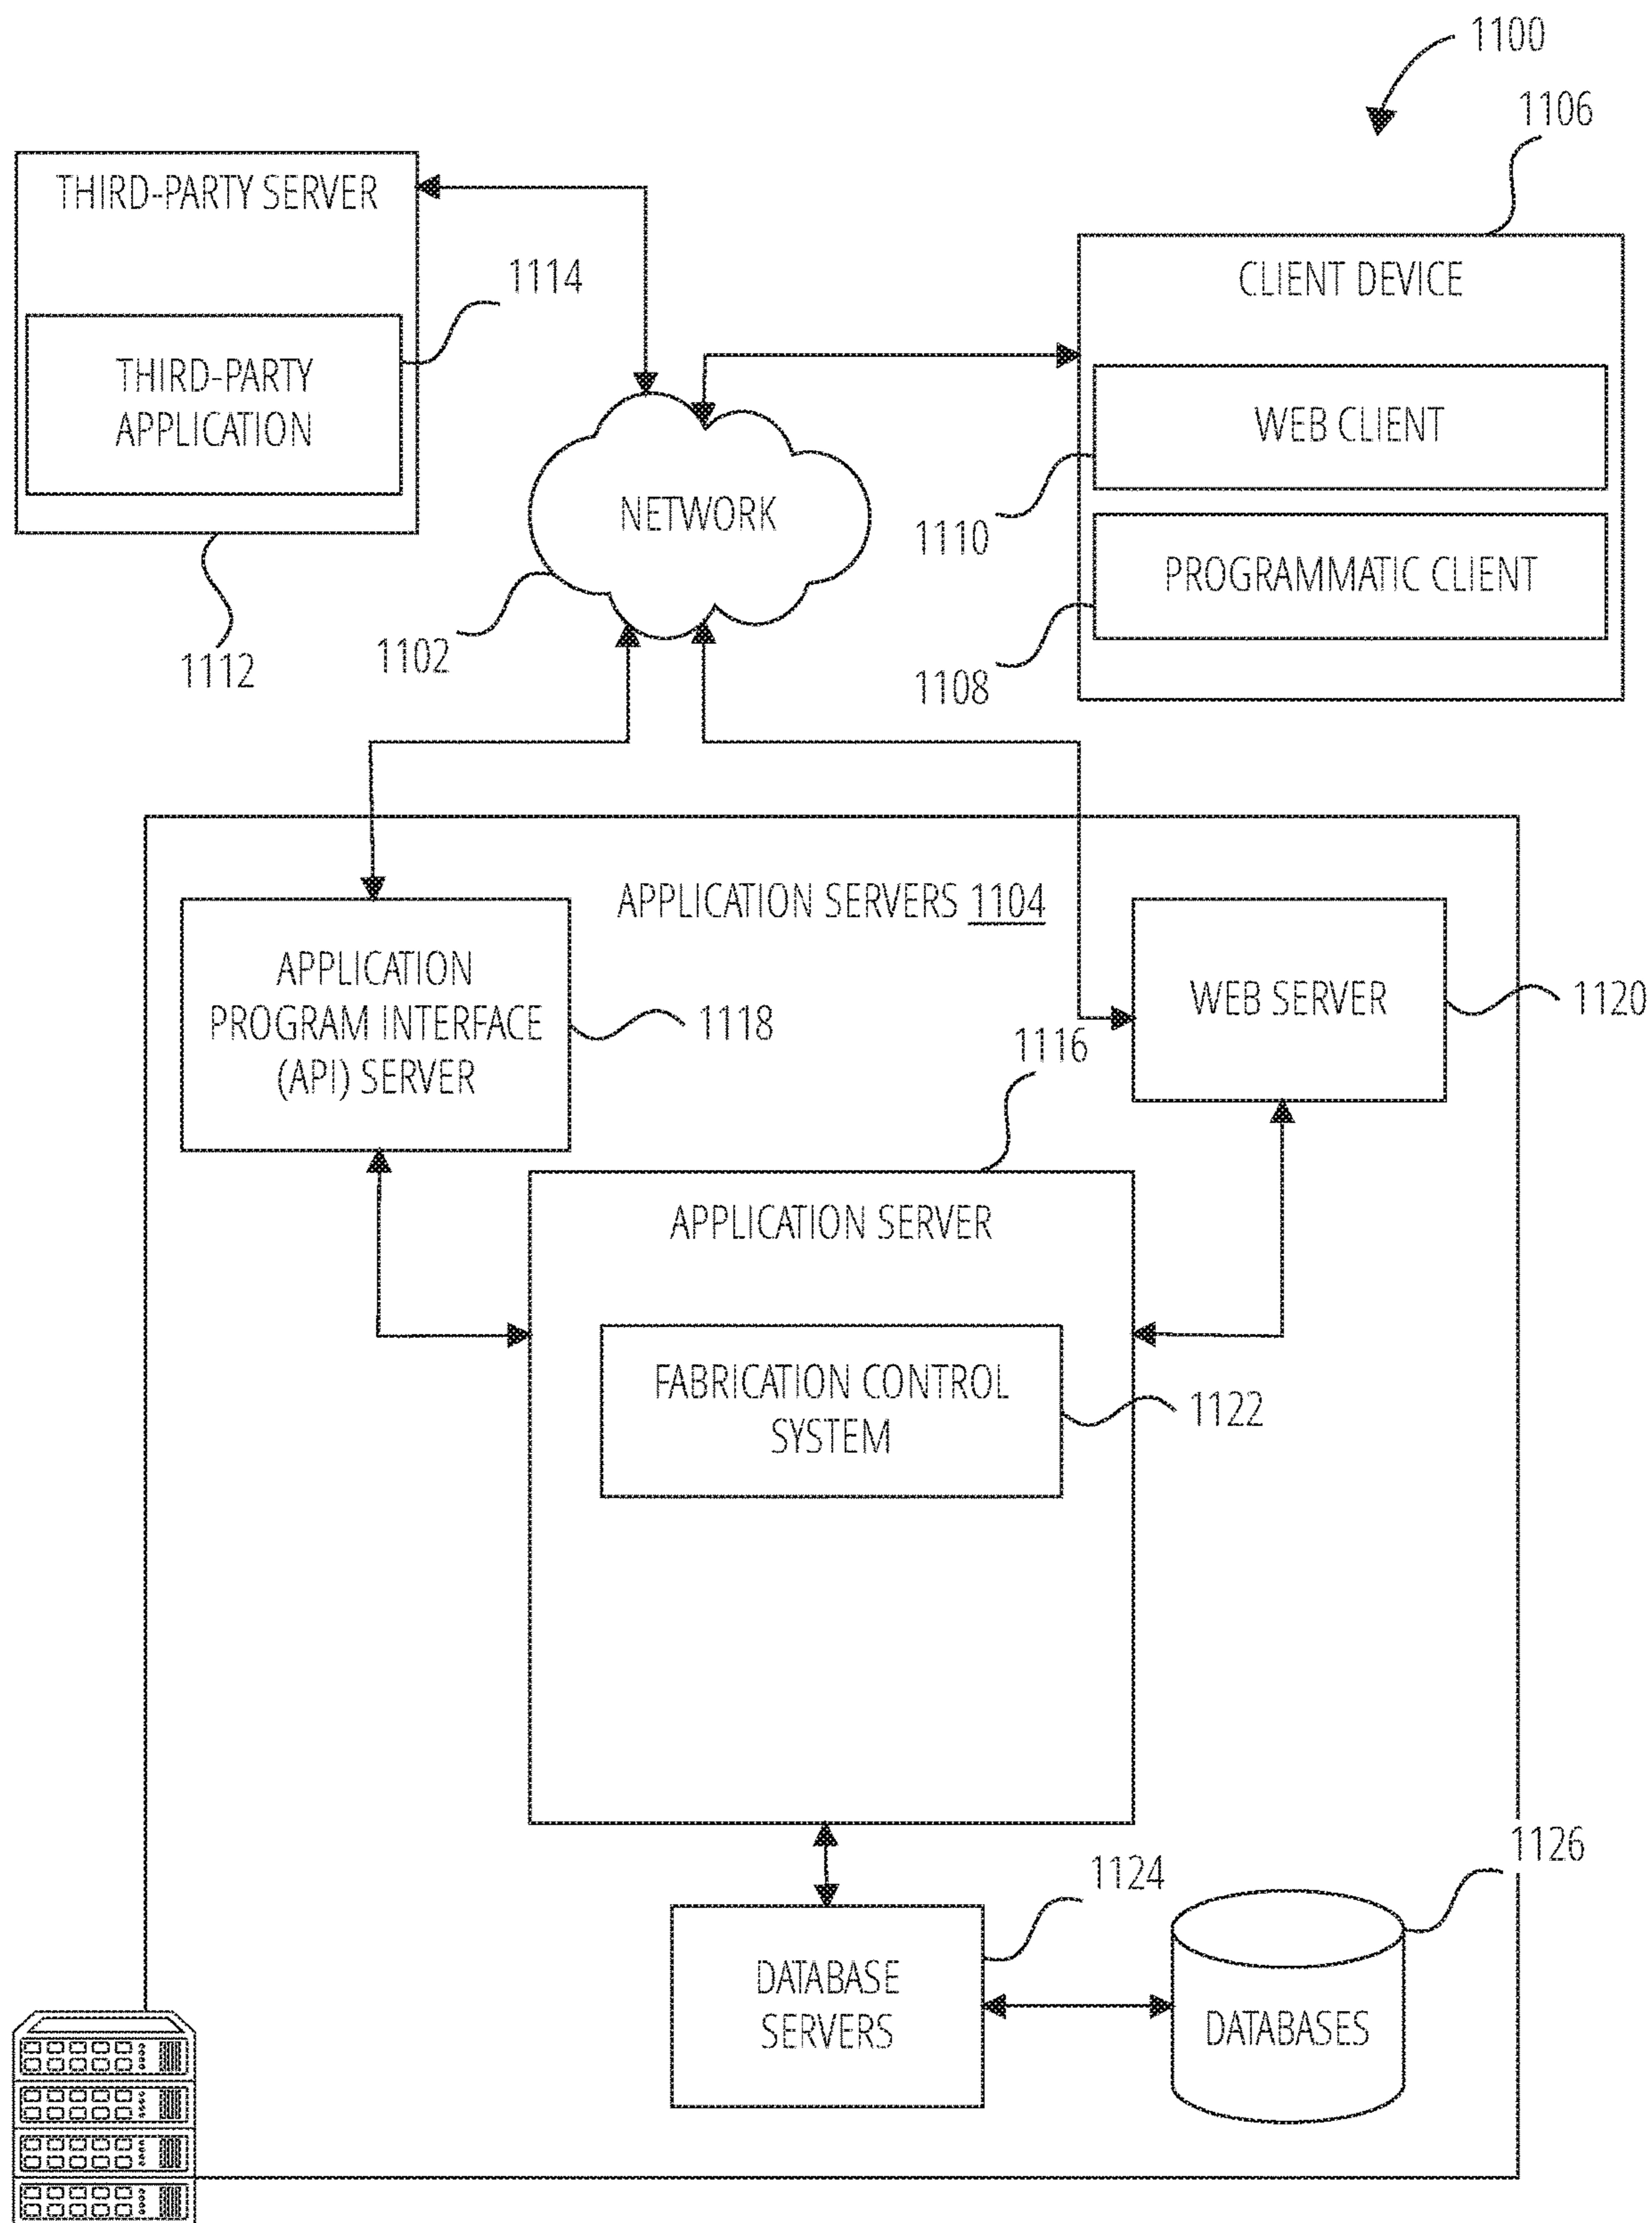 1100
1106
THIRD-PARTY SERVER
1114
CLIENT DEVICE
THIRD-PARTY
APPLICATION
WEB CLIENT
NETWORK
1110
PROGRAMMATIC CLIENT
1102
1112
1108
APPLICATION SERVERS 1104
APPLICATION
PROGRAM INTERFACE
(API) SERVER
1118
WEB SERVER
1120
1116
APPLICATION SERVER
FABRICATION CONTROL
SYSTEM
1122
1126
1124
DATABASE
SERVERS
DATABASES